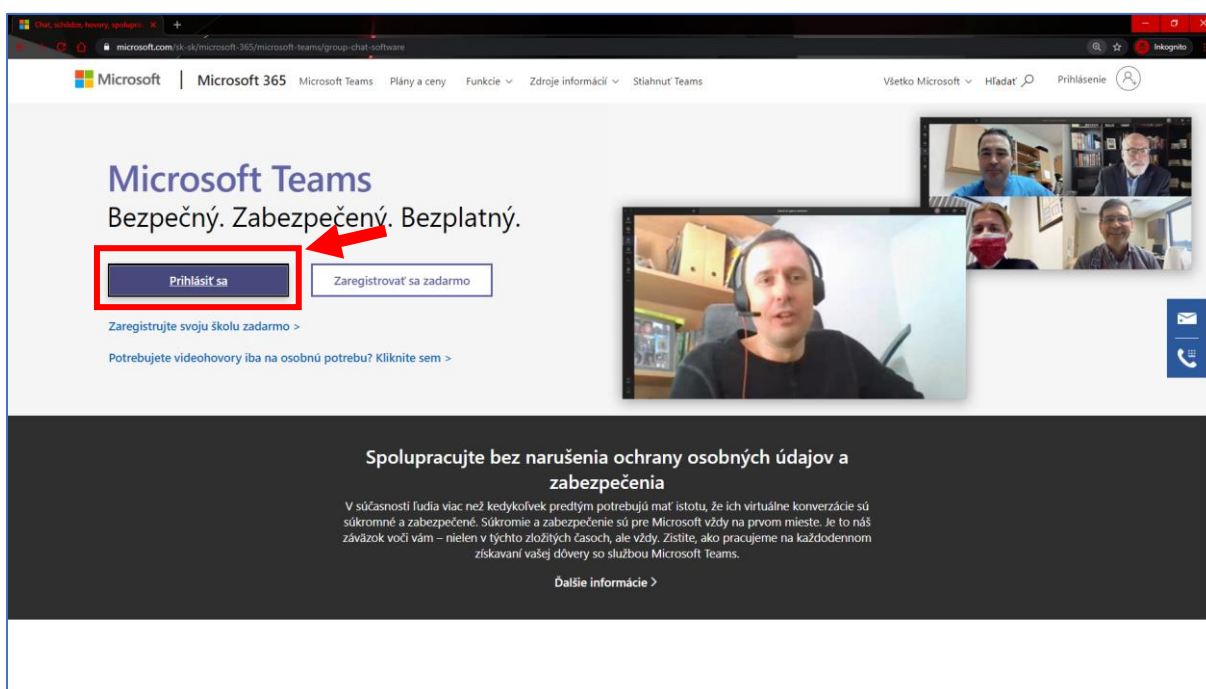 Chat, schôdze, hovory, spoluprá
microsoft.com/sk-sk/microsoft-365/microsoft-teams/group-chat-software
Inkognito
Microsoft | Microsoft 365 Microsoft Teams Plány a ceny Funkcie Zdroje informácií Stiahnuť Teams Všetko Microsoft Hľadať Prihlásenie
Microsoft Teams
Bezpečný. Zabezpečený. Bezplatný.
Prihlásiť sa Zaregistrovať sa zadarmo
Zaregistrujte svoju školu zadarmo >
Potrebujete videohovory iba na osobnú potrebu? Kliknite sem >
Spolupracujte bez narušenia ochrany osobných údajov a
zabezpečenia
V súčasnosti ľudia viac než kedykoľvek predtým potrebujú mať istotu, že ich virtuálne konverzácie sú
súkromné a zabezpečené. Súkromie a zabezpečenie sú pre Microsoft vždy na prvom mieste. Je to náš
záväzok voči vám – nielen v týchto zložitých časoch, ale vždy. Zistite, ako pracujeme na každodennom
získavaní vašej dôvery so službou Microsoft Teams.
Ďalšie informácie >